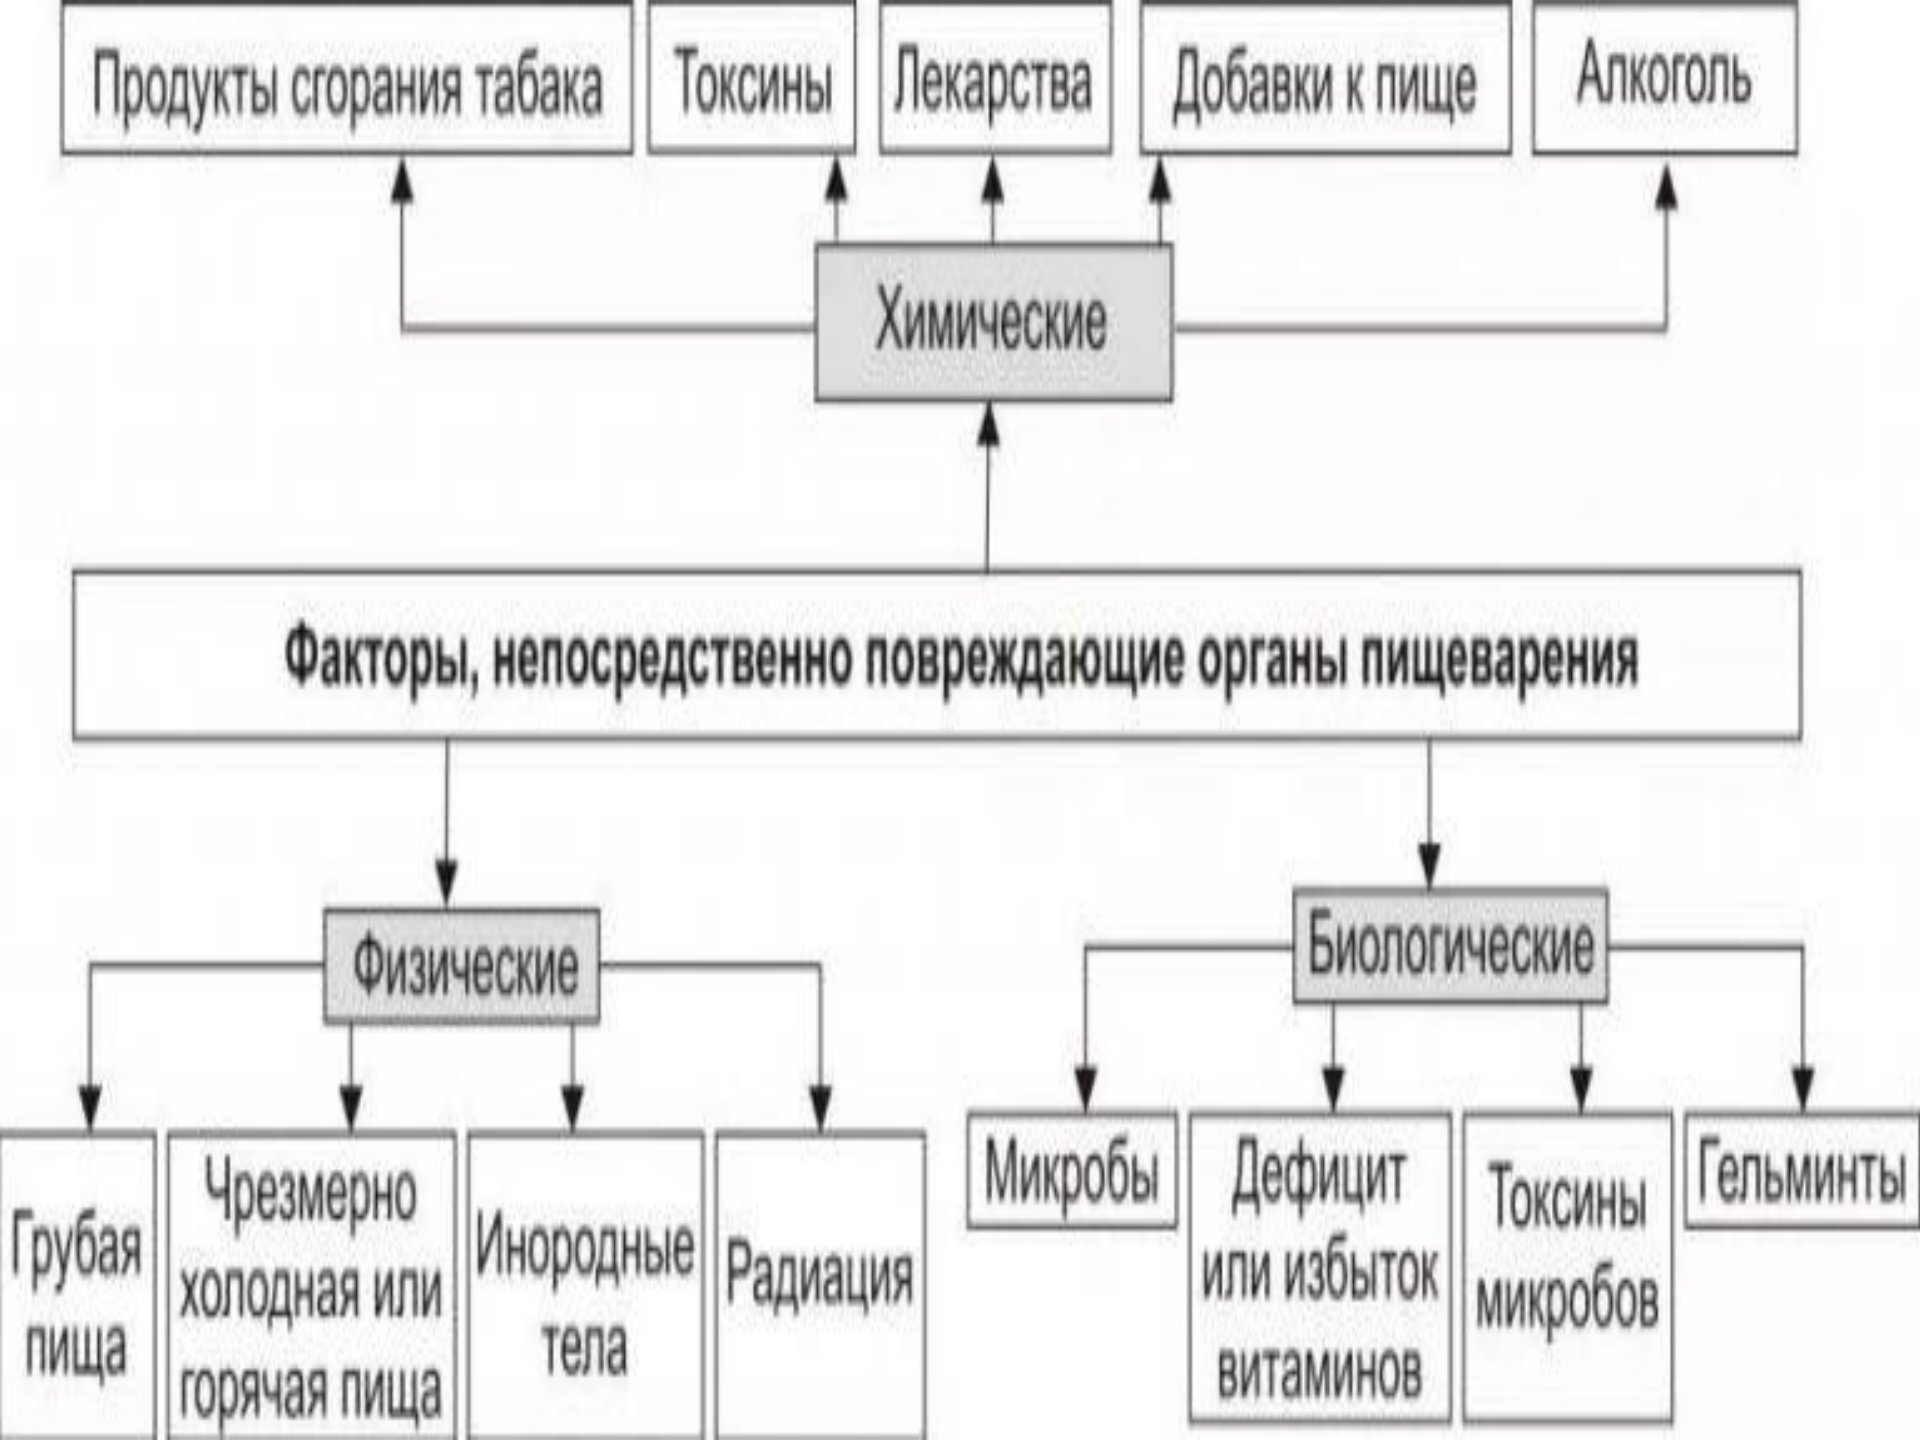 Продукты сгорания табака
Токсины
Лекарства
Добавки к пище
Алкоголь
Химические
Факторы, непосредственно повреждающие органы пищеварения
Физические
Биологические
Грубая
пища
Чрезмерно
холодная или
горячая пища
Инородные
тела
Радиация
Микробы
Дефицит
или избыток
витаминов
Токсины
микробов
Гельминты